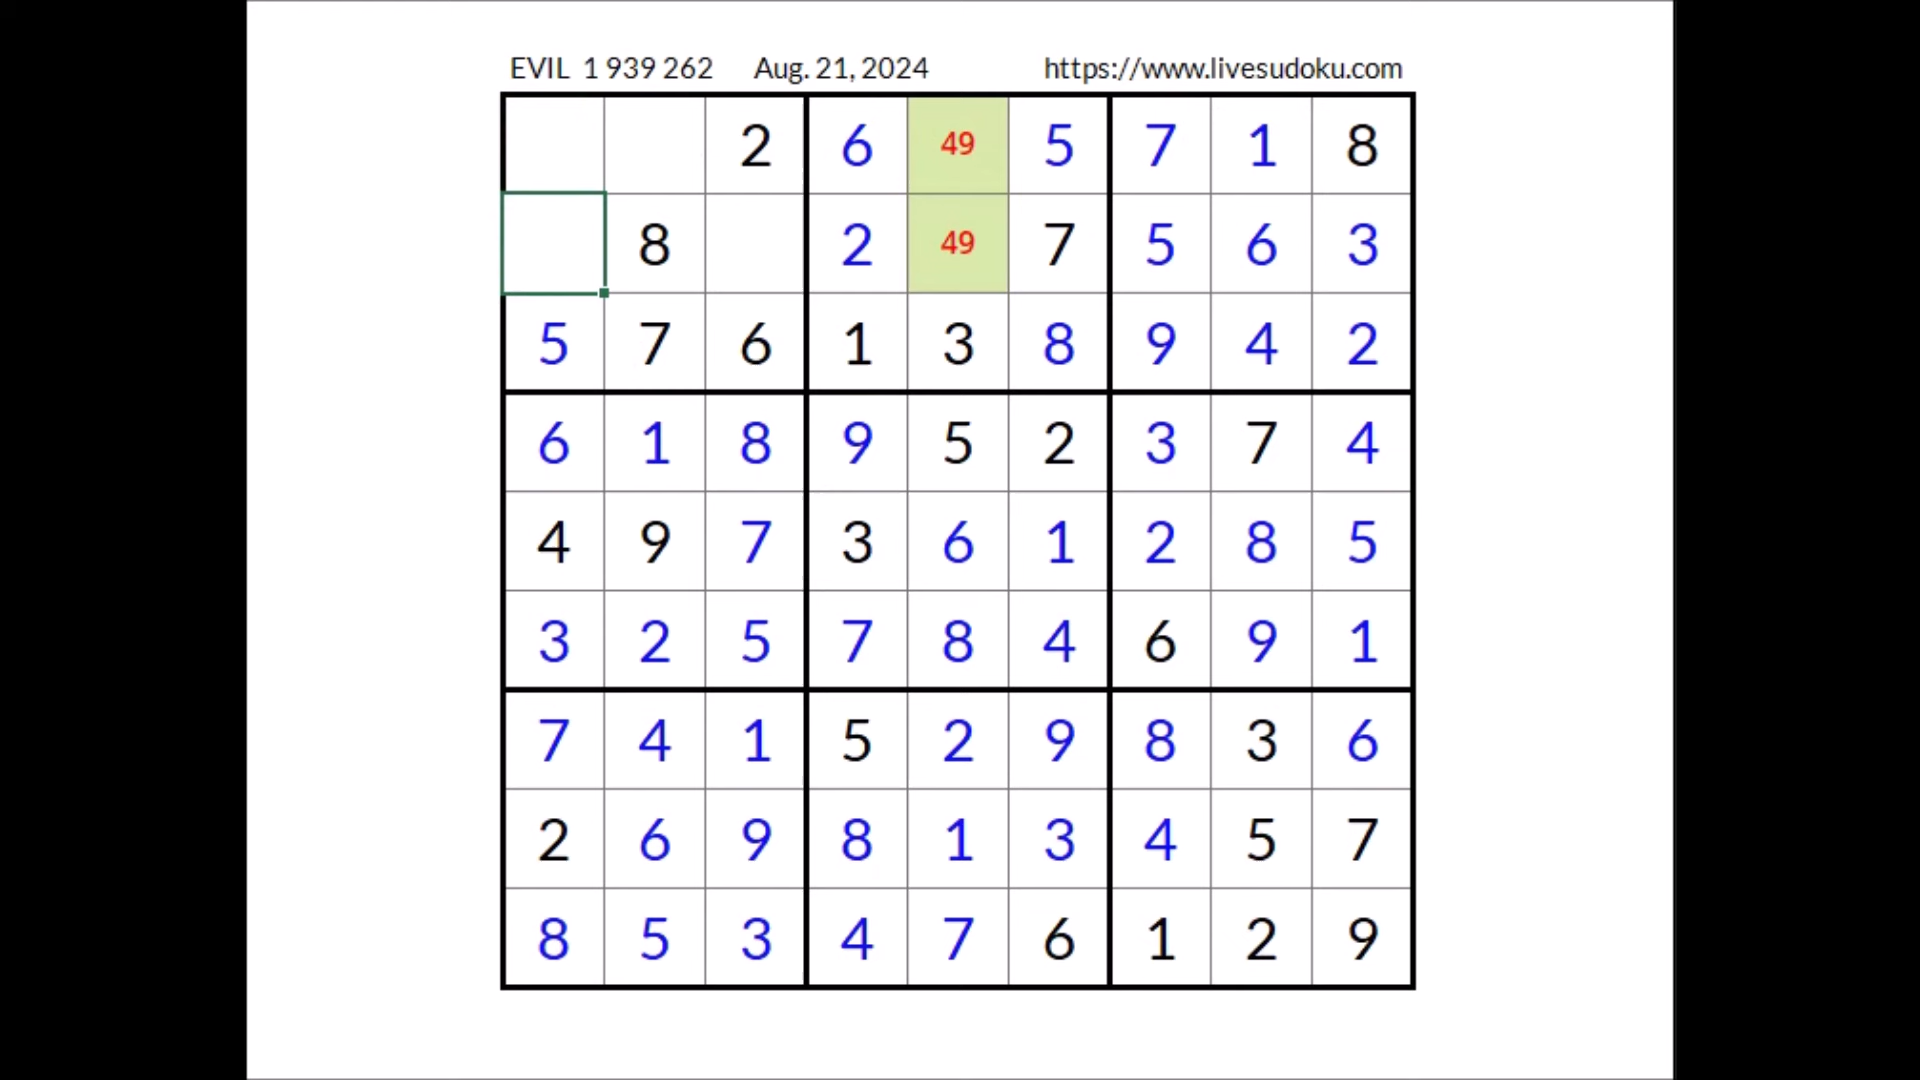 EVIL 1 939 262 Aug. 21, 2024 https://www.livesudoku.com
2 6 49 5 7 1 8
8 2 49 7 5 6 3
5 7 6 1 3 8 9 4 2
6 1 8 9 5 2 3 7 4
4 9 7 3 6 1 2 8 5
3 2 5 7 8 4 6 9 1
7 4 1 5 2 9 8 3 6
2 6 9 8 1 3 4 5 7
8 5 3 4 7 6 1 2 9